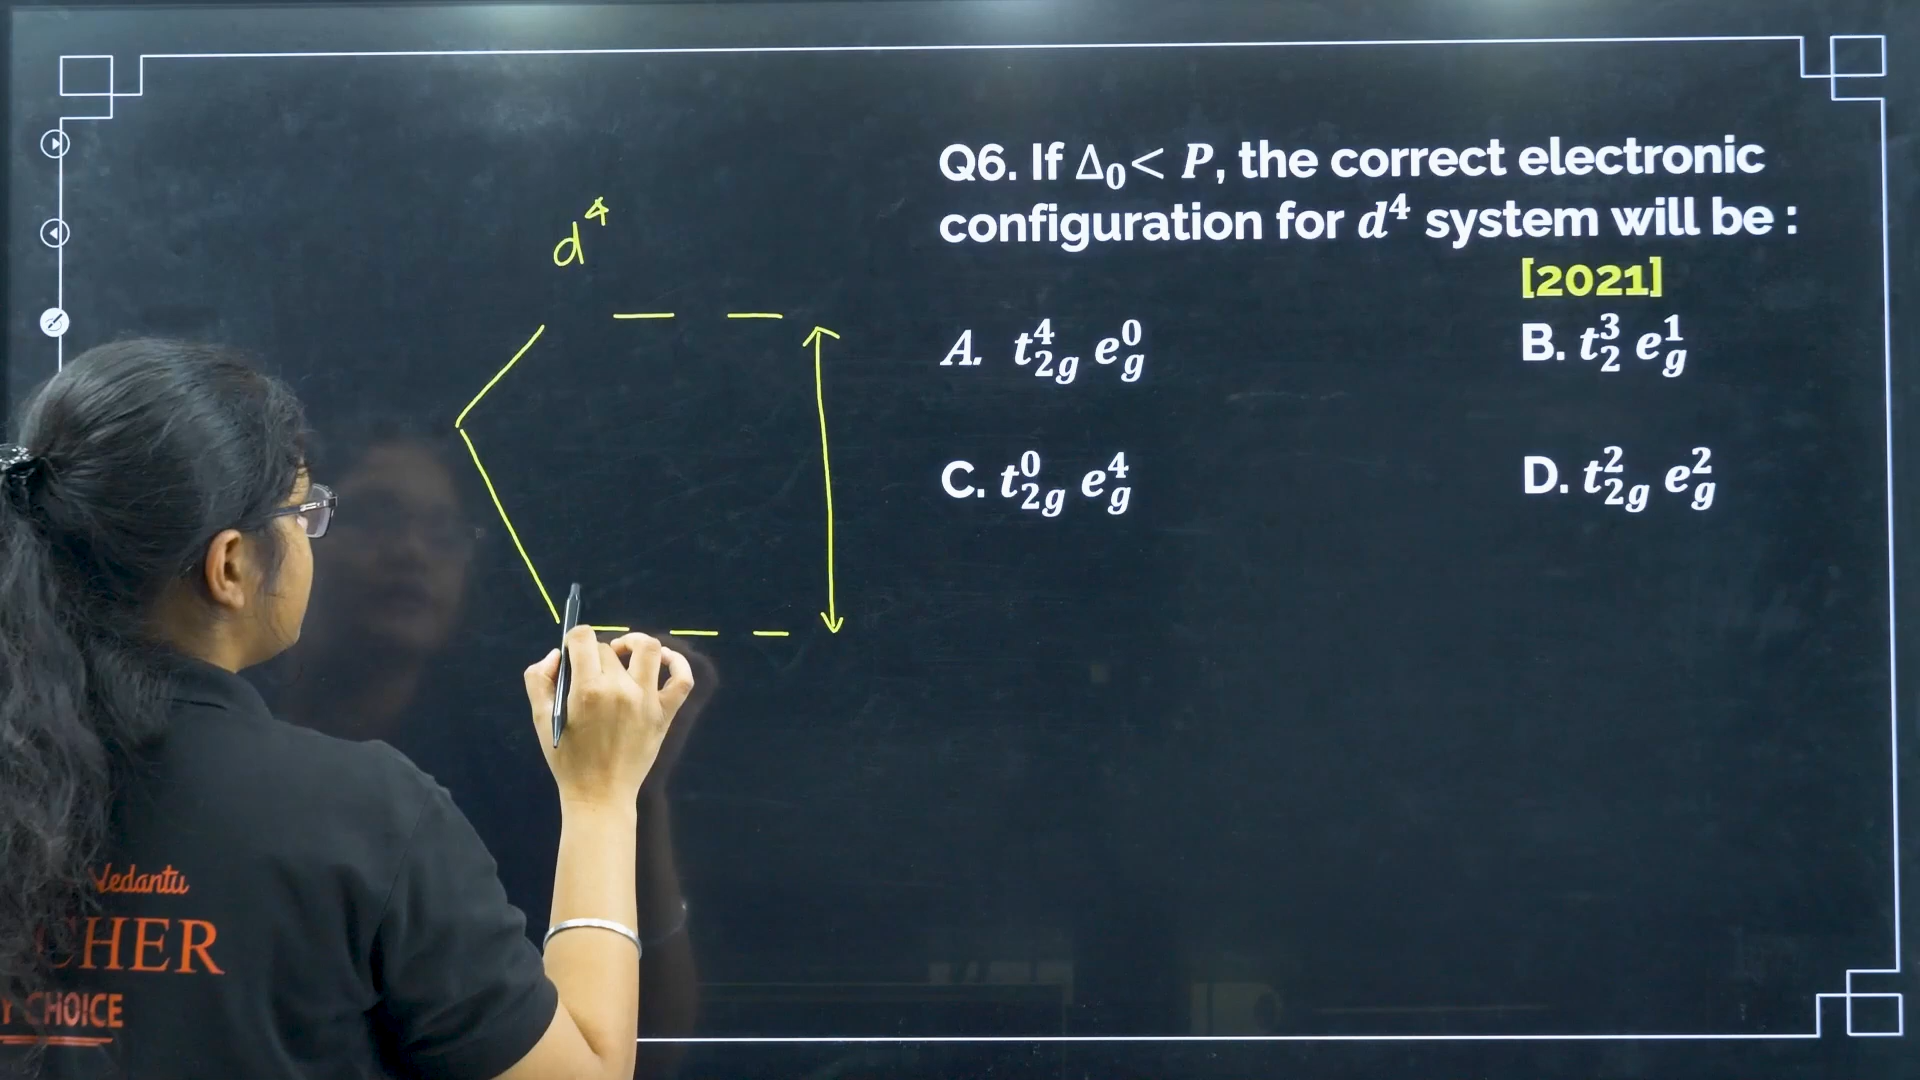 Q6. If Δ₀< P, the correct electronic
configuration for d⁴ system will be :
[2021]
A. t₂g⁴ eg⁰
B. t₂³ eg¹
C. t₂g⁰ eg⁴
D. t₂g² eg²
d⁴
Vedantu
CHER
Y CHOICE